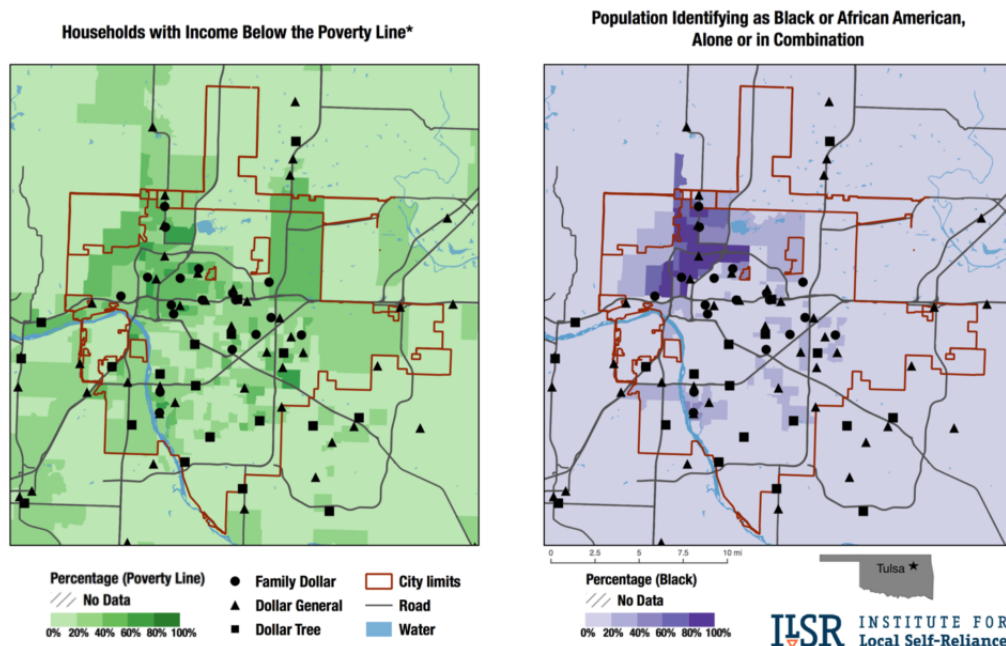 Households with Income Below the Poverty Line*
Population Identifying as Black or African American,
Alone or in Combination
Percentage (Poverty Line)
No Data
0% 20% 40% 60% 80% 100%
Family Dollar
Dollar General
Dollar Tree
City limits
Road
Water
0 2.5 5 7.5 10 mi
Percentage (Black)
No Data
0% 20% 40% 60% 80% 100%
Tulsa
ILSR
INSTITUTE FOR
Local Self-Reliance